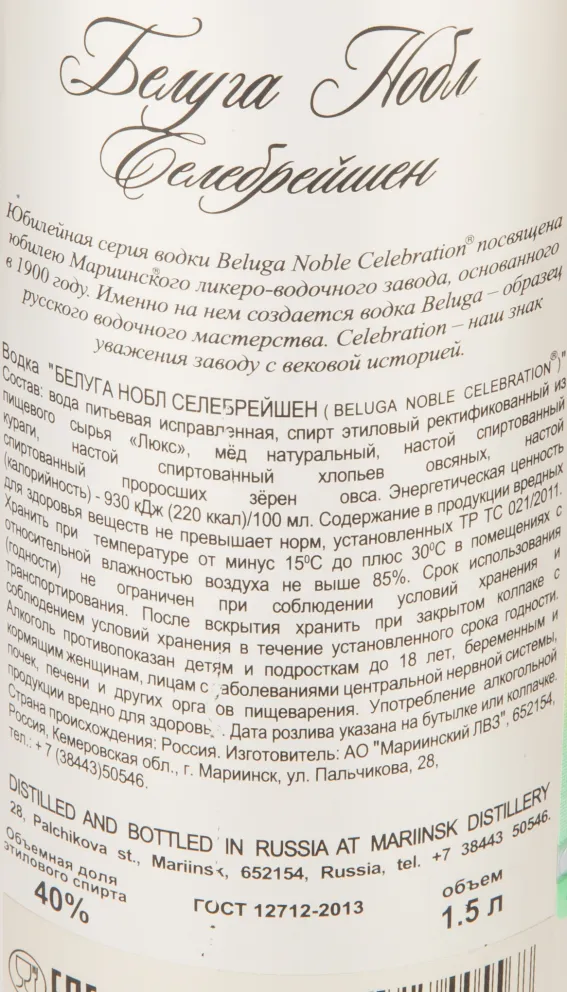 Белуга Нобл
Селебрейшен
Юбилейная серия водки Beluga Noble Celebration® посвящена
юбилею Мариинского ликеро-водочного завода, основанного
в 1900 году. Именно на нем создается водка Beluga® – образец
русского водочного мастерства. Celebration – наш знак
уважения заводу с вековой историей.
Водка "БЕЛУГА НОБЛ СЕЛЕБРЕЙШЕН ( BELUGA NOBLE CELEBRATION®)"
Состав: вода питьевая исправленная, спирт этиловый ректификованный из
пищевого сырья «Люкс», мёд натуральный, настой спиртованный
кураги, настой спиртованный хлопьев овсяных, настой
спиртованный проросших зёрен овса. Энергетическая ценность
(калорийность) - 930 кДж (220 ккал)/100 мл. Содержание в продукции вредных
для здоровья веществ не превышает норм, установленных ТР ТС 021/2011.
Хранить при температуре от минус 15⁰С до плюс 30⁰С в помещениях с
относительной влажностью воздуха не выше 85%. Срок использования
(годности) не ограничен при соблюдении условий хранения и
транспортирования. После вскрытия хранить при закрытом колпаке с
соблюдением условий хранения в течение установленного срока годности.
Алкоголь противопоказан детям и подросткам до 18 лет, беременным и
кормящим женщинам, лицам с заболеваниями центральной нервной системы,
почек, печени и других органов пищеварения. Употребление алкогольной
продукции вредно для здоровья. Дата розлива указана на бутылке или колпачке.
Страна происхождения: Россия. Изготовитель: АО "Мариинский ЛВЗ", 652154,
Россия, Кемеровская обл., г. Мариинск, ул. Пальчикова, 28,
тел.: + 7 (38443)50546.
DISTILLED AND BOTTLED IN RUSSIA AT MARIINSK DISTILLERY
28, Palchikova st., Mariinsk, 652154, Russia, tel. +7 38443 50546.
Объемная доля
этилового спирта
40%
ГОСТ 12712-2013
объем
1.5 л